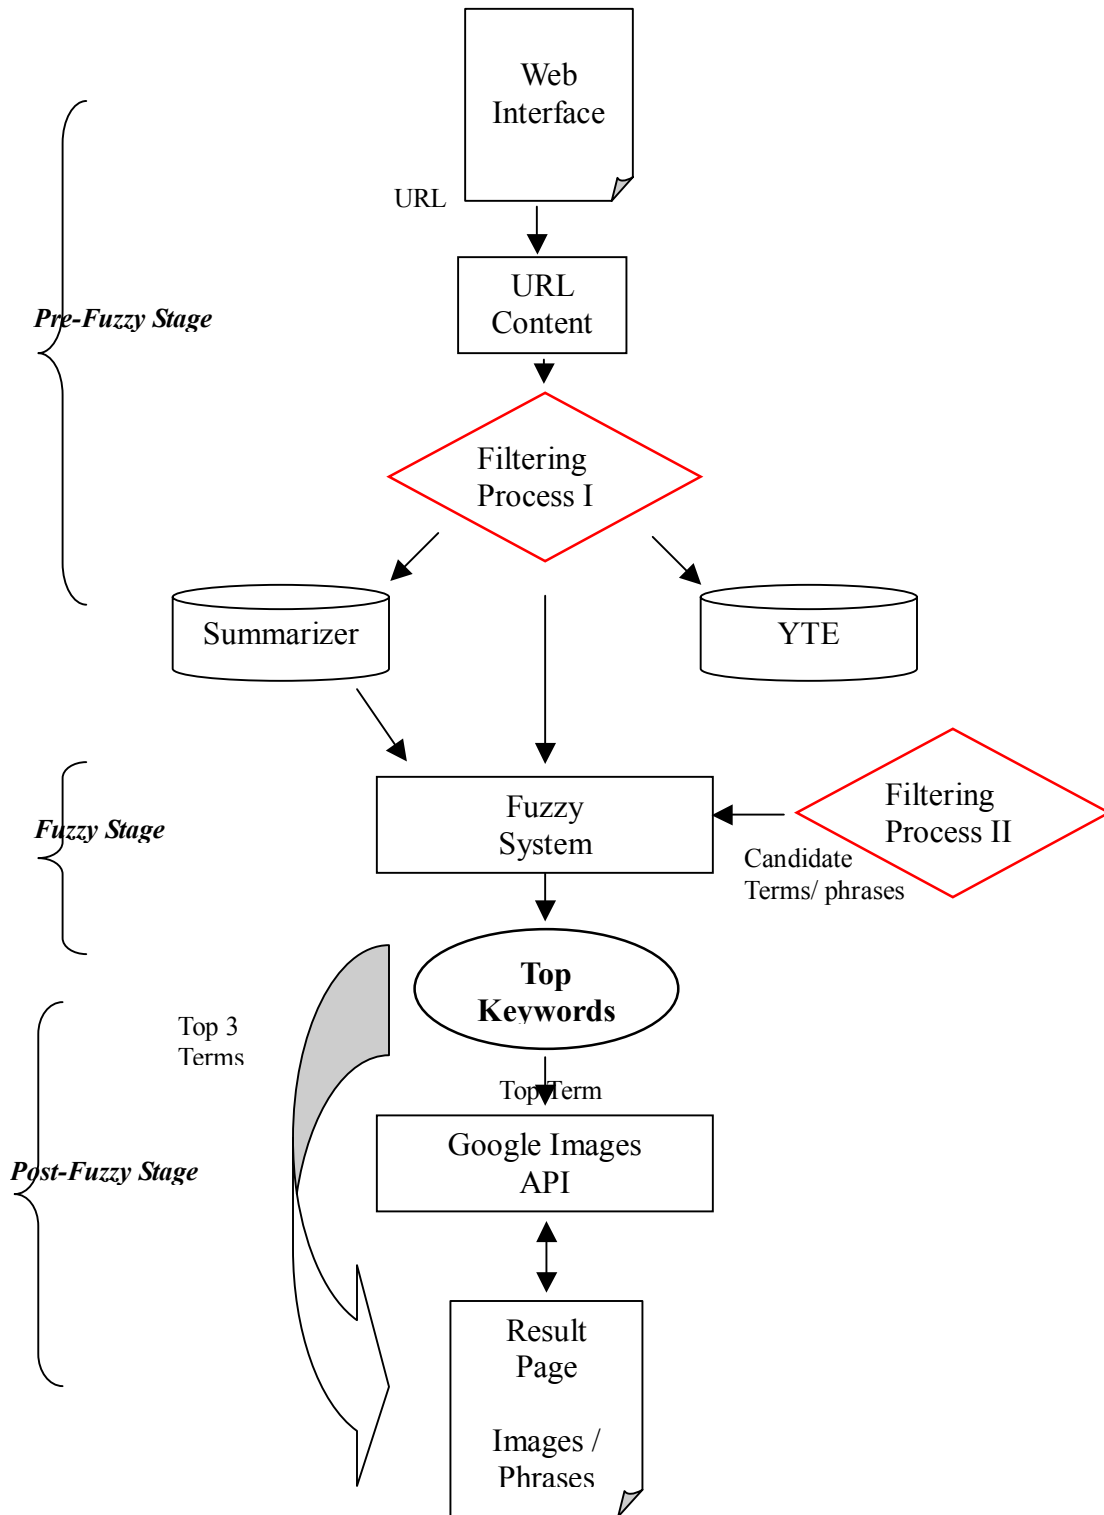 Web
Interface
URL
URL
Content
Pre-Fuzzy Stage
Filtering
Process I
Summarizer
YTE
Fuzzy
System
Filtering
Process II
Fuzzy Stage
Candidate
Terms/ phrases
Top
Keywords
Top 3
Terms
Top Term
Google Images
API
Post-Fuzzy Stage
Result
Page
Images /
Phrases